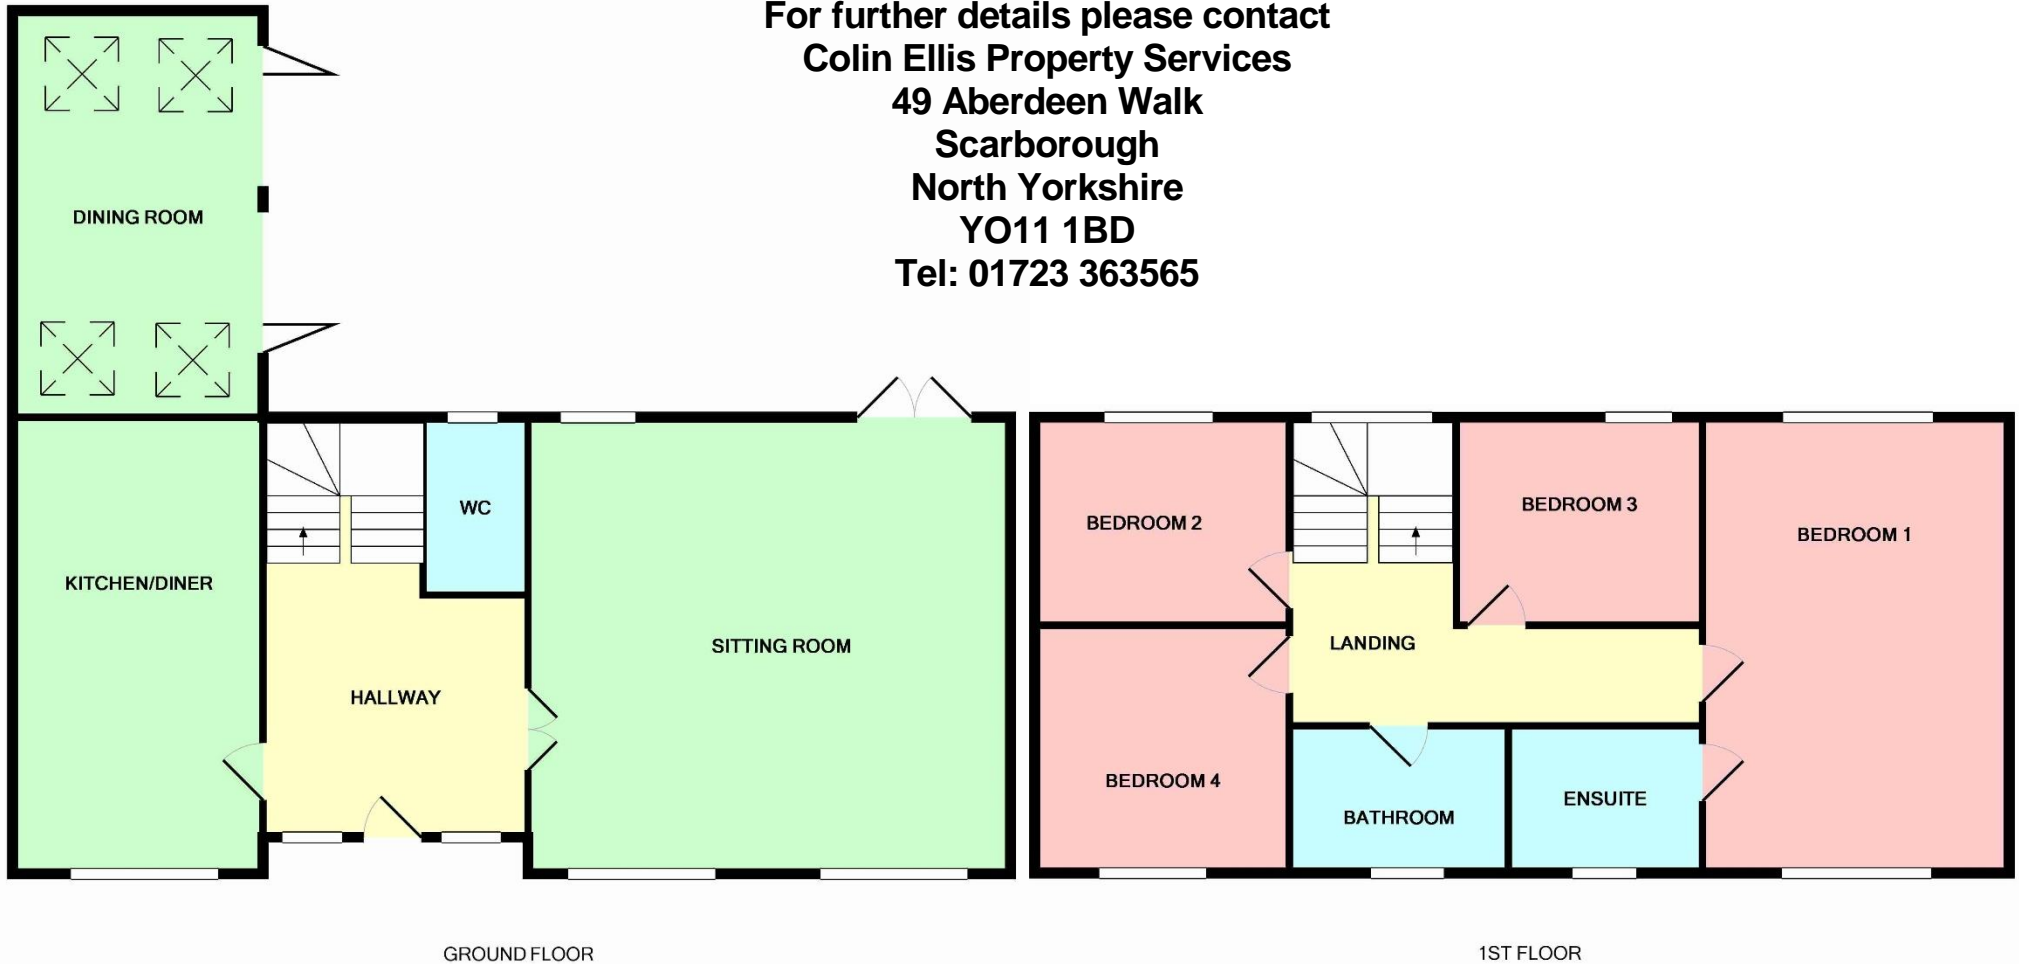 For further details please contact
Colin Ellis Property Services
49 Aberdeen Walk
Scarborough
North Yorkshire
YO11 1BD
Tel: 01723 363565
DINING ROOM
KITCHEN/DINER
WC
HALLWAY
SITTING ROOM
GROUND FLOOR
BEDROOM 2
BEDROOM 3
BEDROOM 1
LANDING
BEDROOM 4
BATHROOM
ENSUITE
1ST FLOOR